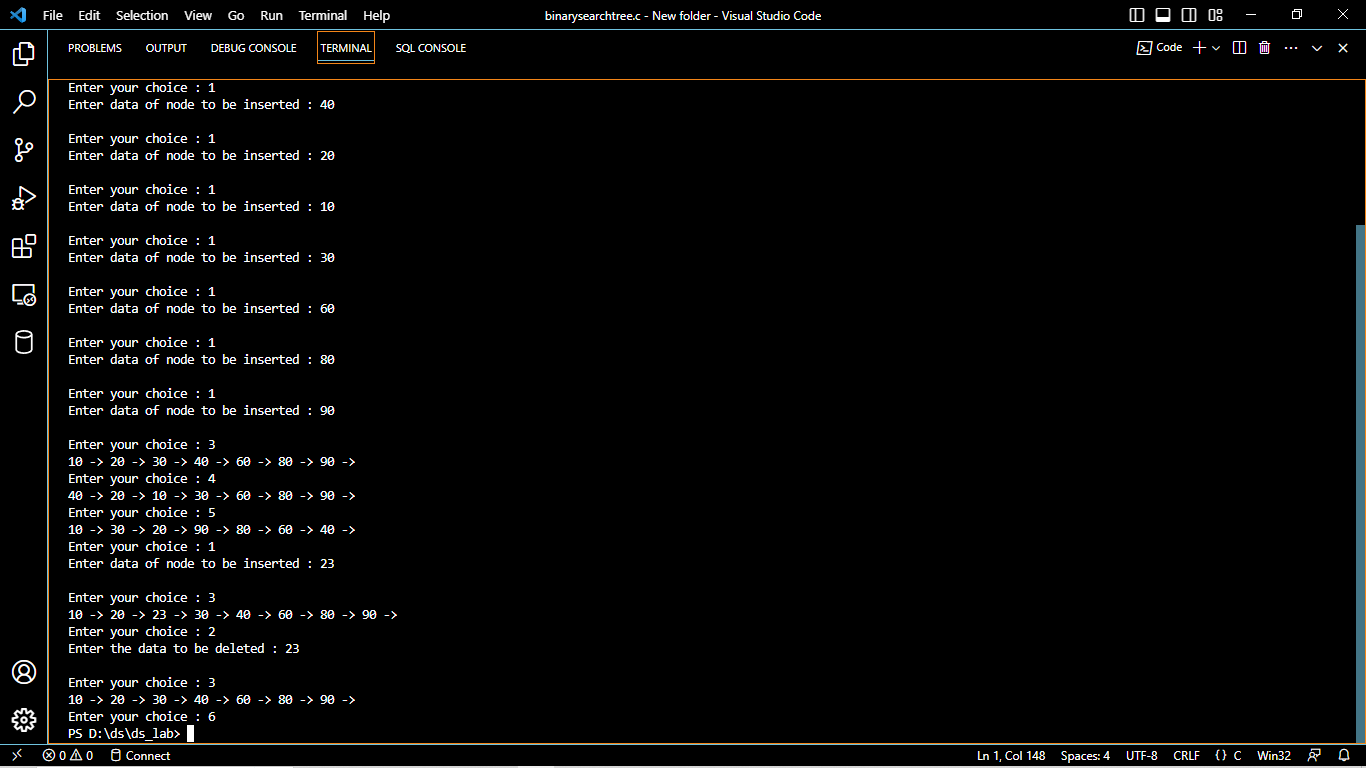 File Edit Selection View Go Run Terminal Help binarysearchtree.c - New folder - Visual Studio Code
PROBLEMS OUTPUT DEBUG CONSOLE TERMINAL SQL CONSOLE Code
Enter your choice : 1
Enter data of node to be inserted : 40
Enter your choice : 1
Enter data of node to be inserted : 20
Enter your choice : 1
Enter data of node to be inserted : 10
Enter your choice : 1
Enter data of node to be inserted : 30
Enter your choice : 1
Enter data of node to be inserted : 60
Enter your choice : 1
Enter data of node to be inserted : 80
Enter your choice : 1
Enter data of node to be inserted : 90
Enter your choice : 3
10 -> 20 -> 30 -> 40 -> 60 -> 80 -> 90 ->
Enter your choice : 4
40 -> 20 -> 10 -> 30 -> 60 -> 80 -> 90 ->
Enter your choice : 5
10 -> 30 -> 20 -> 90 -> 80 -> 60 -> 40 ->
Enter your choice : 1
Enter data of node to be inserted : 23
Enter your choice : 3
10 -> 20 -> 23 -> 30 -> 40 -> 60 -> 80 -> 90 ->
Enter your choice : 2
Enter the data to be deleted : 23
Enter your choice : 3
10 -> 20 -> 30 -> 40 -> 60 -> 80 -> 90 ->
Enter your choice : 6
PS D:\ds\ds_lab>
0 0 Connect Ln 1, Col 148 Spaces: 4 UTF-8 CRLF {} C Win32